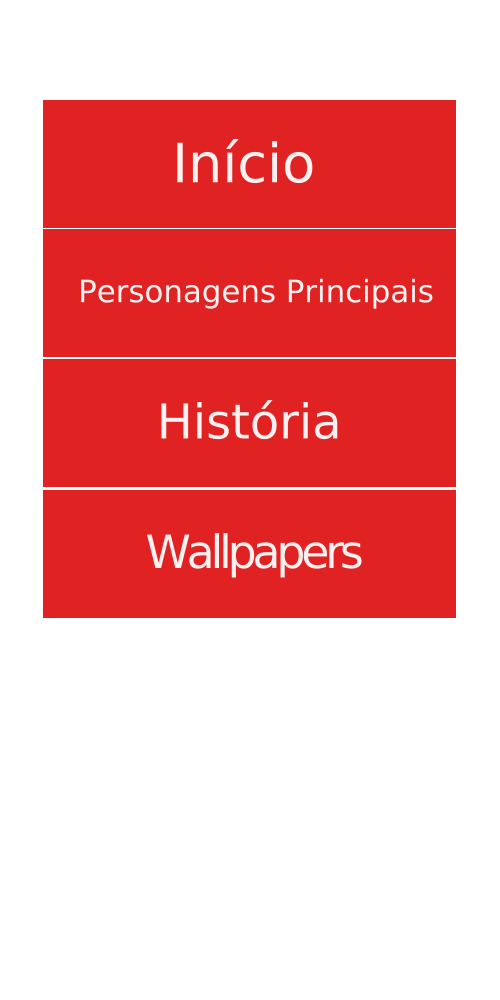 Início
Personagens Principais
História
Wallpapers